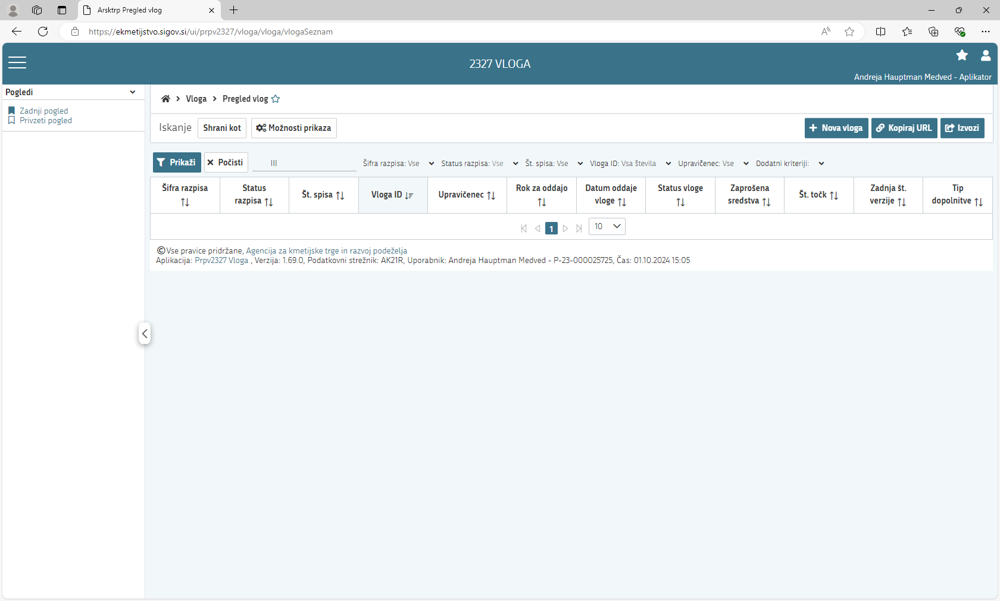 Arsktrp Pregled vlog
https://ekmetijstvo.sigov.si/ui/prpv2327/vloga/vloga/vlogaSeznam
2327 VLOGA
Andreja Hauptman Medved - Aplikator
Pogledi
Zadnji pogled
Privzeti pogled
Vloga
Pregled vlog
Iskanje
Shrani kot
Možnosti prikaza
Nova vloga
Kopiraj URL
Izvozi
Prikaži
Počisti
Šifra razpisa: Vse
Status razpisa: Vse
Št. spisa: Vse
Vloga ID: Vsa števila
Upravičenec: Vse
Dodatni kriteriji:
Šifra razpisa
Status
razpisa
Št. spisa
Vloga ID
Upravičenec
Rok za oddajo
Datum oddaje
vloge
Status vloge
Zaprošena
sredstva
Št. točk
Zadnja št.
verzije
Tip
dopolnitve
1
10
©Vse pravice pridržane, Agencija za kmetijske trge in razvoj podeželja
Aplikacija: Prpv2327 Vloga , Verzija: 1.69.0, Podatkovni strežnik: AK21R, Uporabnik: Andreja Hauptman Medved - P-23-000025725, Čas: 01.10.2024 15:05